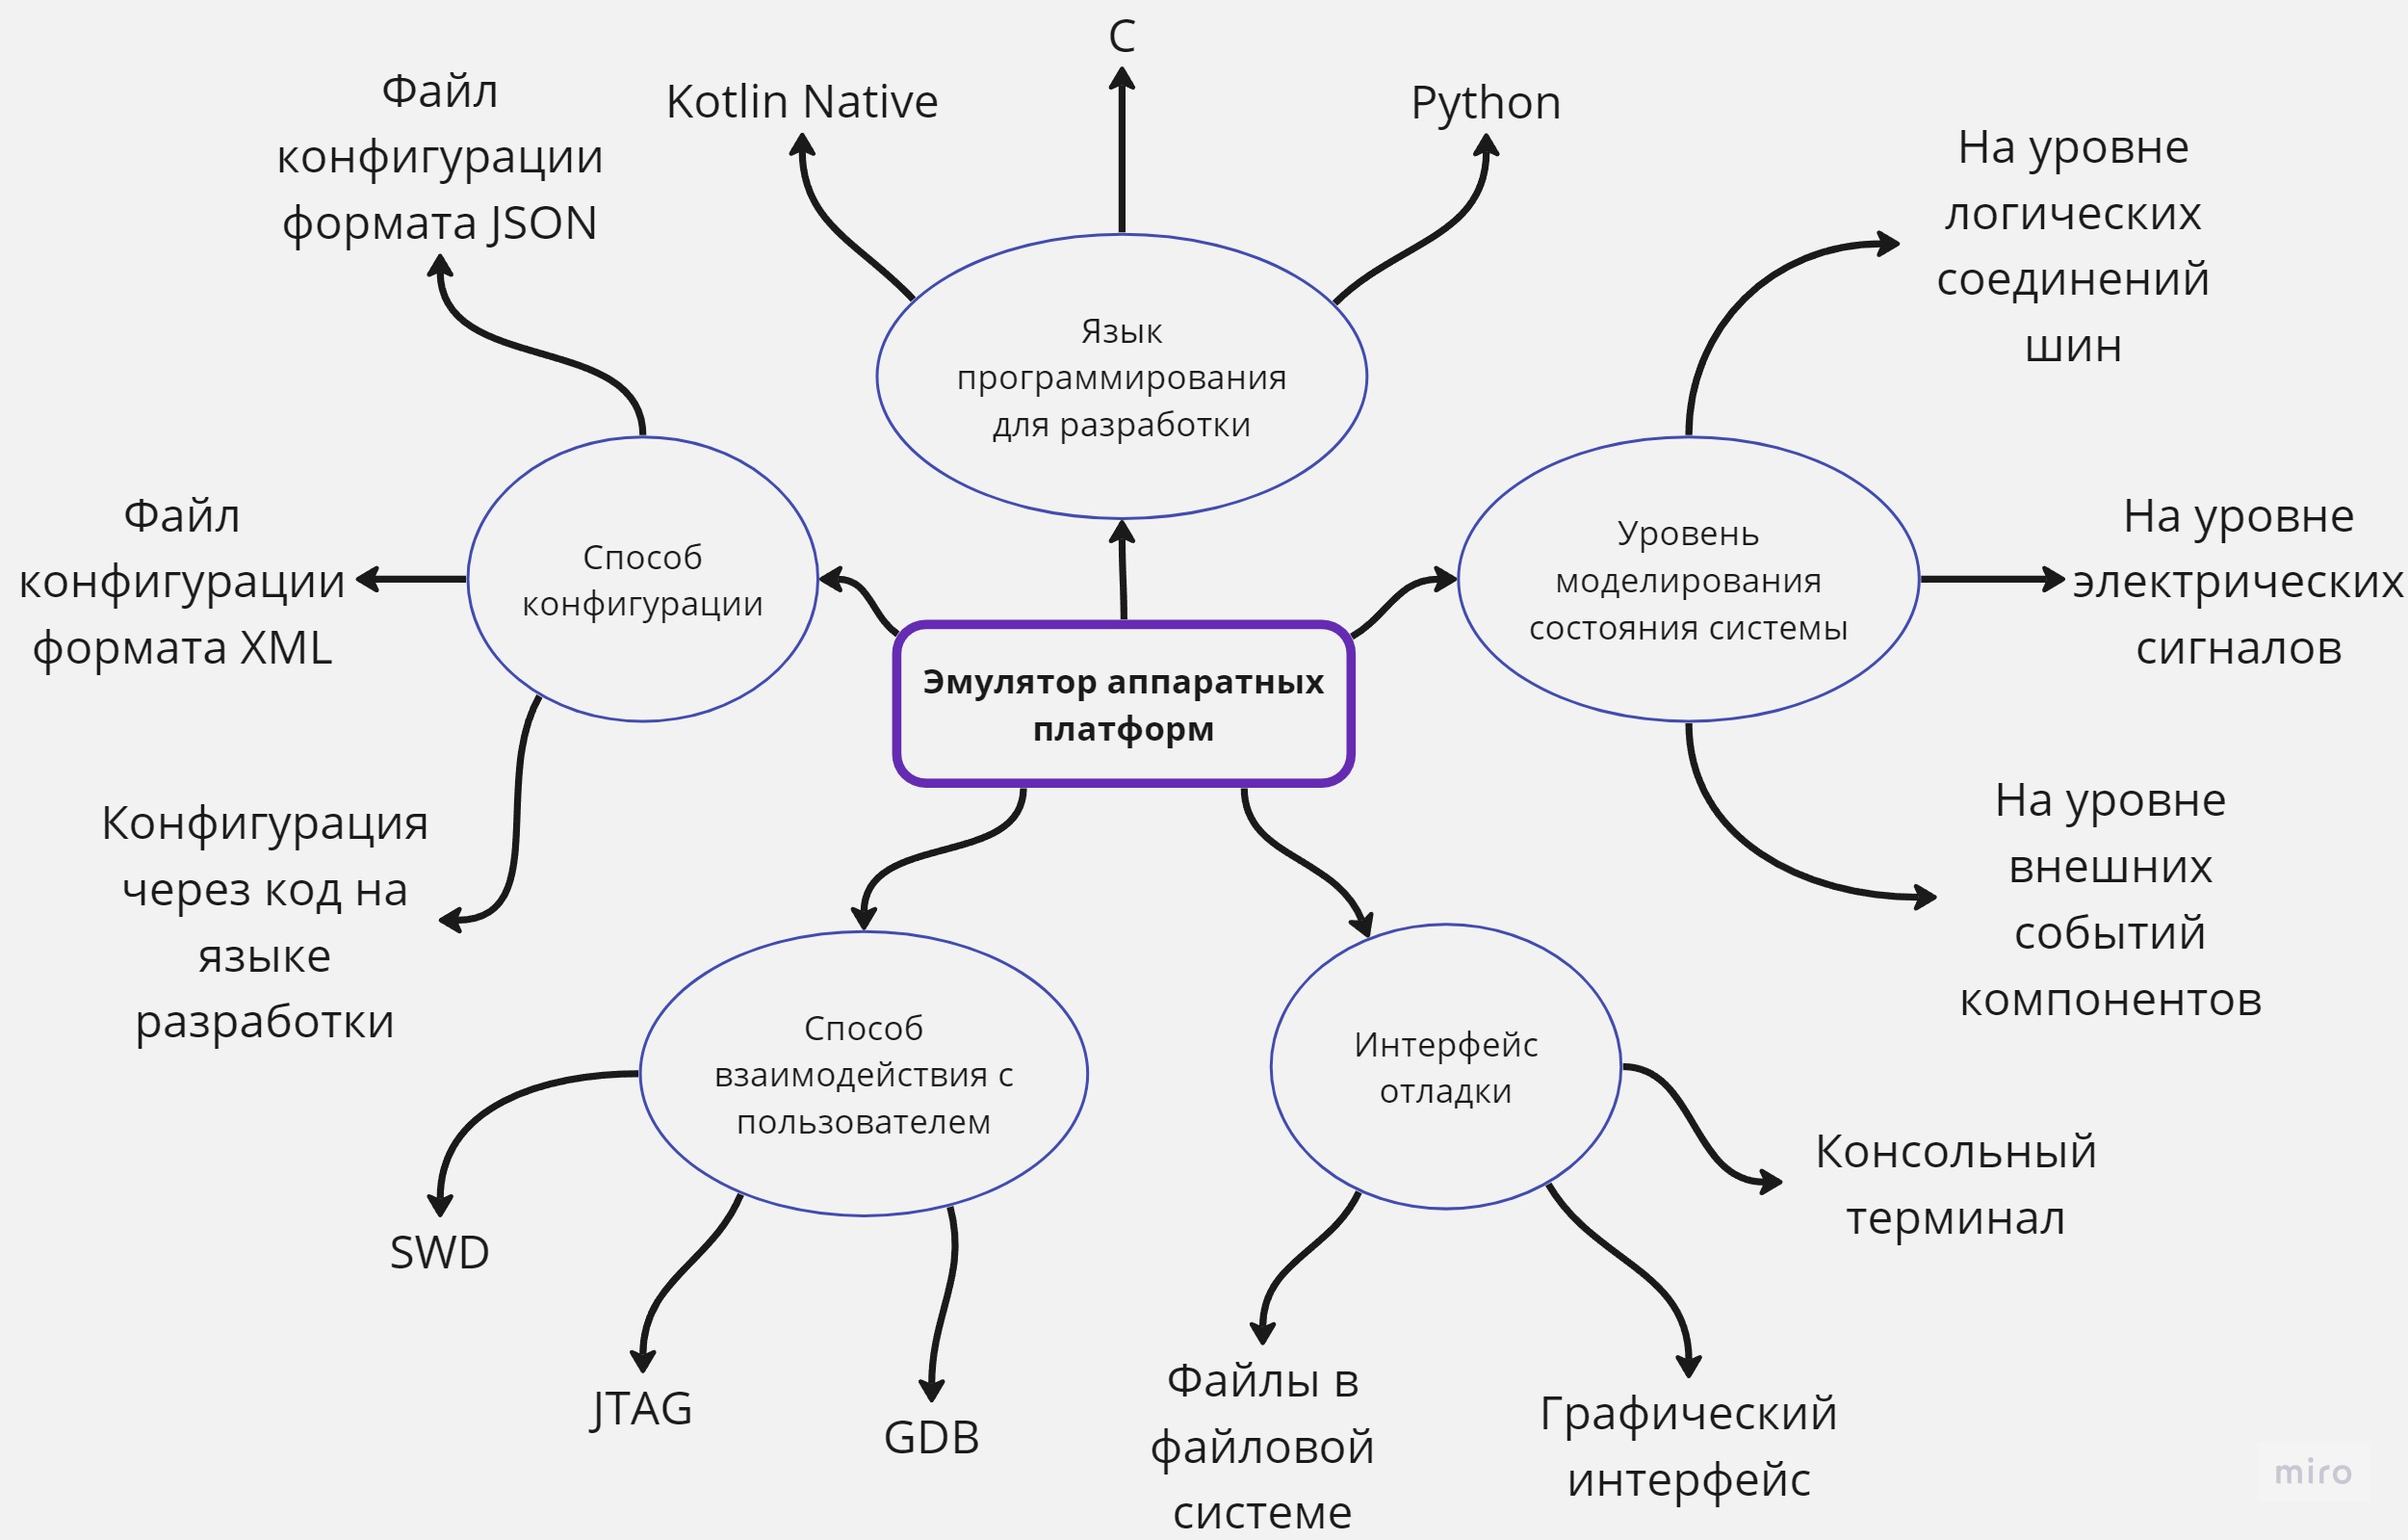 C
Kotlin Native
Python
Файл
конфигурации
формата JSON
На уровне
логических
соединений
шин
Язык
программирования
для разработки
Файл
конфигурации
формата XML
Способ
конфигурации
Уровень
моделирования
состояния системы
На уровне
электрических
сигналов
Эмулятор аппаратных
платформ
Конфигурация
через код на
языке
разработки
На уровне
внешних
событий
компонентов
Способ
взаимодействия с
пользователем
Интерфейс
отладки
Консольный
терминал
SWD
JTAG
GDB
Файлы в
файловой
системе
Графический
интерфейс
miro